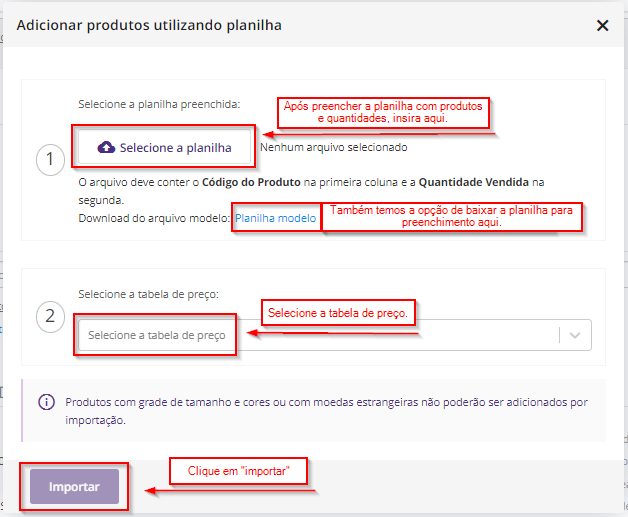 Adicionar produtos utilizando planilha
Selecione a planilha preenchida:
Após preencher a planilha com produtos
e quantidades, insira aqui.
1
Selecione a planilha
Nenhum arquivo selecionado
O arquivo deve conter o Código do Produto na primeira coluna e a Quantidade Vendida na
segunda.
Download do arquivo modelo: Planilha modelo
Também temos a opção de baixar a planilha para
preenchimento aqui.
2
Selecione a tabela de preço:
Selecione a tabela de preço.
Selecione a tabela de preço
Produtos com grade de tamanho e cores ou com moedas estrangeiras não poderão ser adicionados por
importação.
Clique em "importar"
Importar